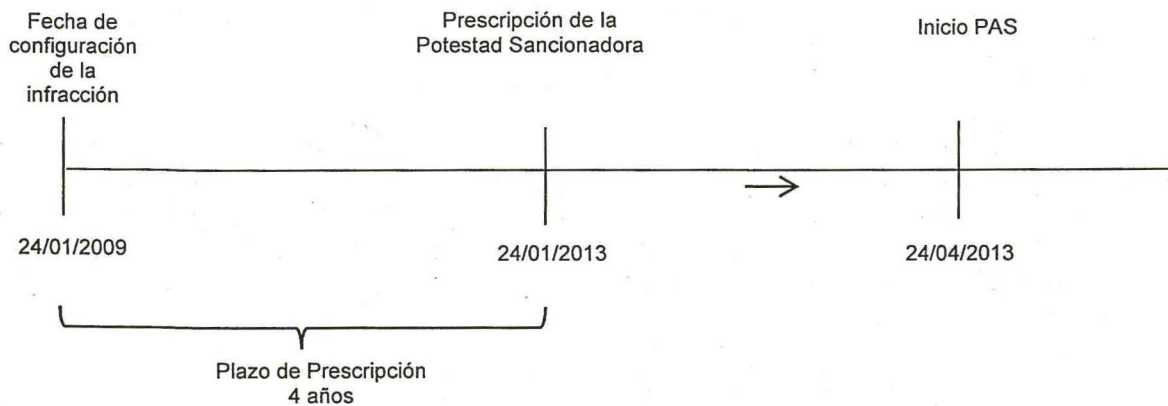 Fecha de
configuración
de la
infracción
Prescripción de la
Potestad Sancionadora
Inicio PAS
24/01/2009
24/01/2013
24/04/2013
Plazo de Prescripción
4 años